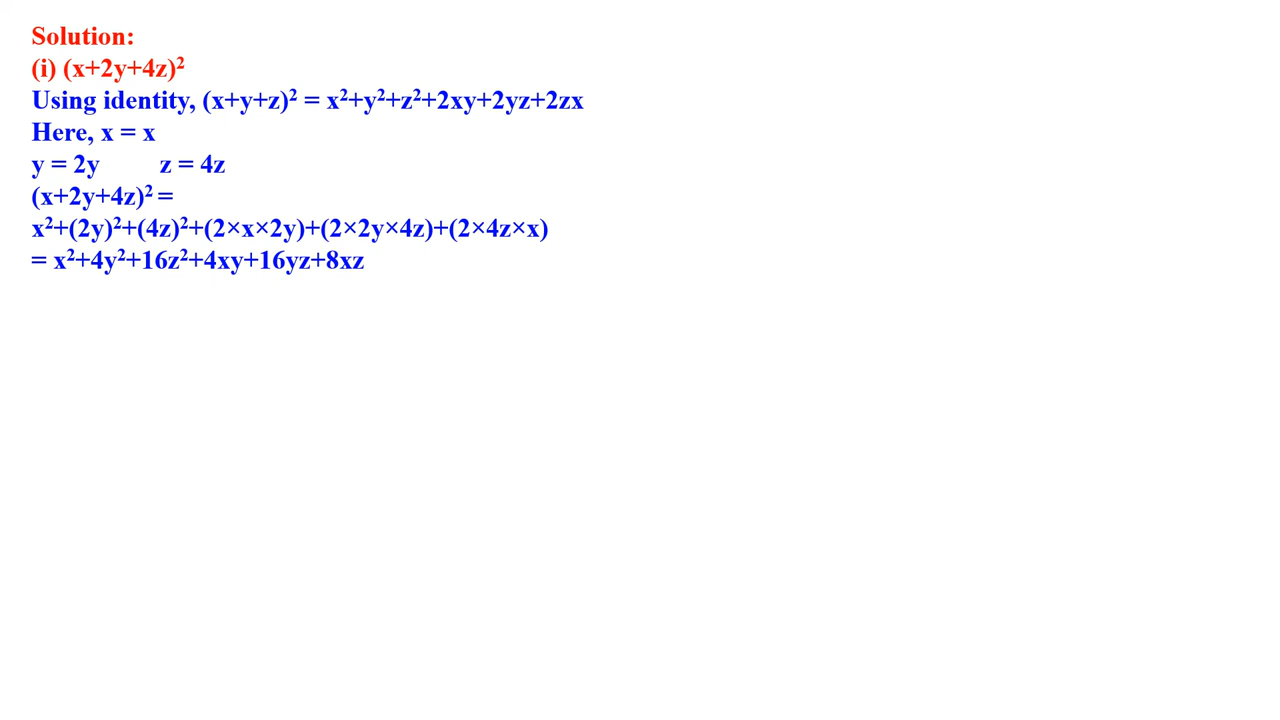 Solution:
(i) (x+2y+4z)²
Using identity, (x+y+z)² = x²+y²+z²+2xy+2yz+2zx
Here, x = x
y = 2y z = 4z
(x+2y+4z)² =
x²+(2y)²+(4z)²+(2×x×2y)+(2×2y×4z)+(2×4z×x)
= x²+4y²+16z²+4xy+16yz+8xz